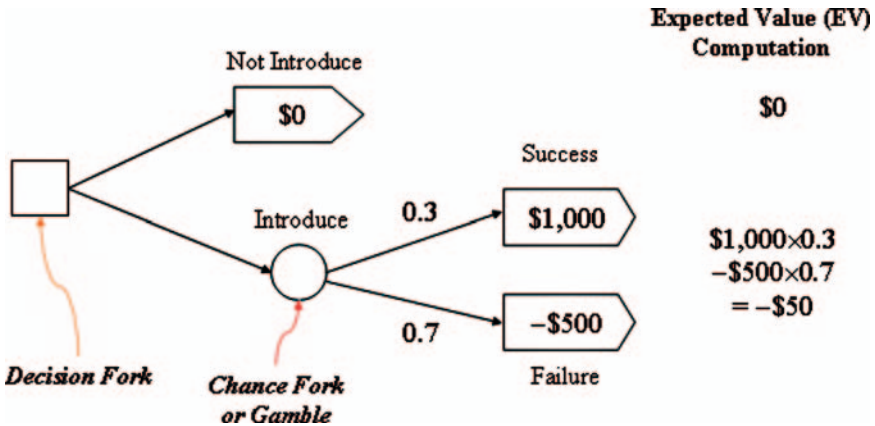 Expected Value (EV)
Computation
Not Introduce
$0
$0
Success
Introduce
0.3
$1,000
$1,000×0.3
–$500×0.7
= –$50
0.7
–$500
Decision Fork
Chance Fork
or Gamble
Failure